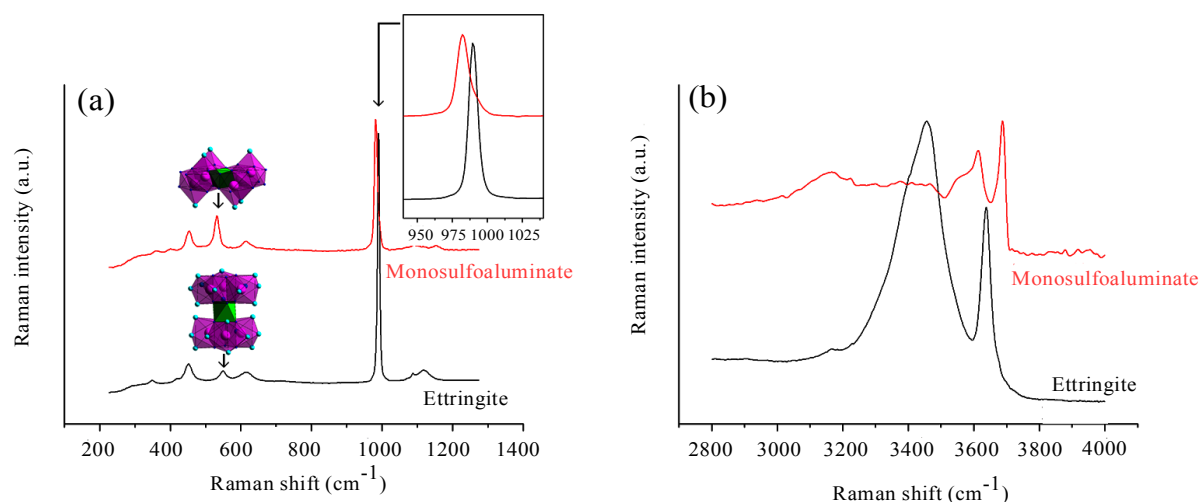 (a)
Raman intensity (a.u.)
950 975 1000 1025
Monosulfoaluminate
Ettringite
200 400 600 800 1000 1200 1400
Raman shift (cm-1)
(b)
Raman intensity (a.u.)
Monosulfoaluminate
Ettringite
2800 3000 3200 3400 3600 3800 4000
Raman shift (cm-1)